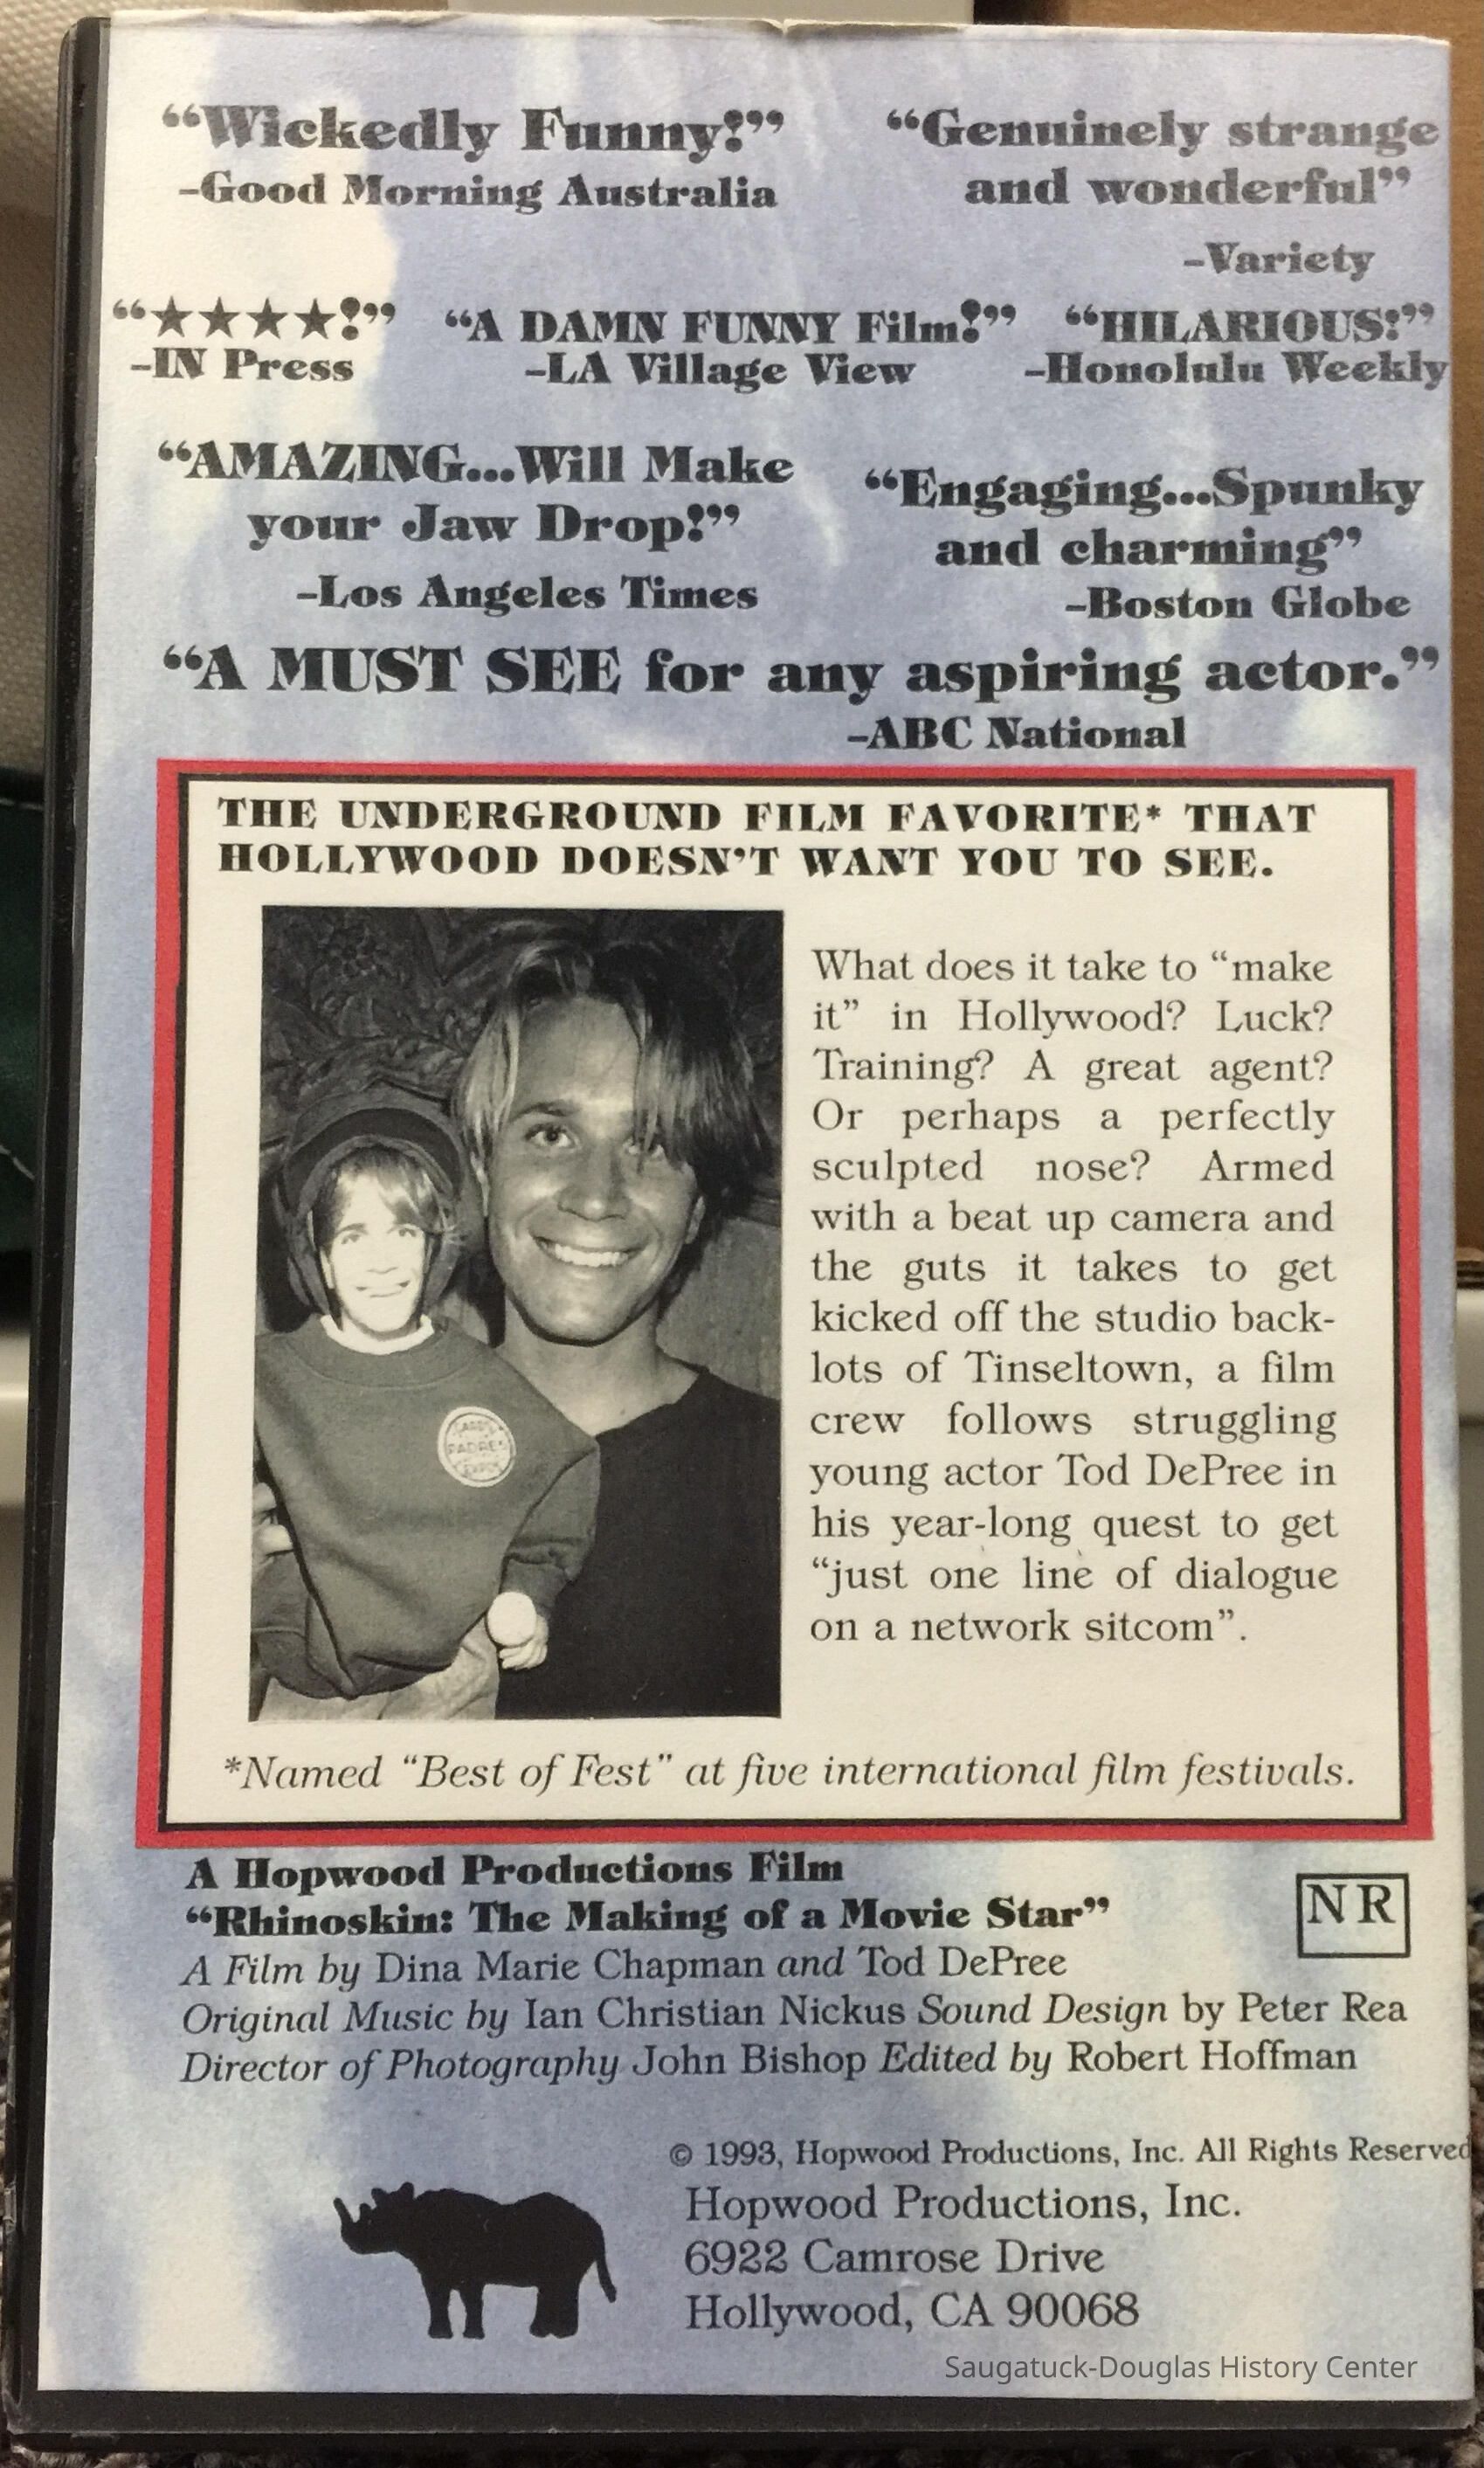 “Wickedly Funny!”
–Good Morning Australia
“Genuinely strange
and wonderful”
–Variety
“★★★★!”
–IN Press
“A DAMN FUNNY Film!”
–LA Village View
“HILARIOUS!”
–Honolulu Weekly
“AMAZING...Will Make
your Jaw Drop!”
–Los Angeles Times
“Engaging...Spunky
and charming”
–Boston Globe
“A MUST SEE for any aspiring actor.”
–ABC National
THE UNDERGROUND FILM FAVORITE* THAT
HOLLYWOOD DOESN’T WANT YOU TO SEE.
PADRES
What does it take to “make
it” in Hollywood? Luck?
Training? A great agent?
Or perhaps a perfectly
sculpted nose? Armed
with a beat up camera and
the guts it takes to get
kicked off the studio back-
lots of Tinseltown, a film
crew follows struggling
young actor Tod DePree in
his year-long quest to get
“just one line of dialogue
on a network sitcom”.
*Named “Best of Fest” at five international film festivals.
A Hopwood Productions Film
“Rhinoskin: The Making of a Movie Star”
NR
A Film by Dina Marie Chapman and Tod DePree
Original Music by Ian Christian Nickus Sound Design by Peter Rea
Director of Photography John Bishop Edited by Robert Hoffman
© 1993, Hopwood Productions, Inc. All Rights Reserved
Hopwood Productions, Inc.
6922 Camrose Drive
Hollywood, CA 90068
Saugatuck-Douglas History Center